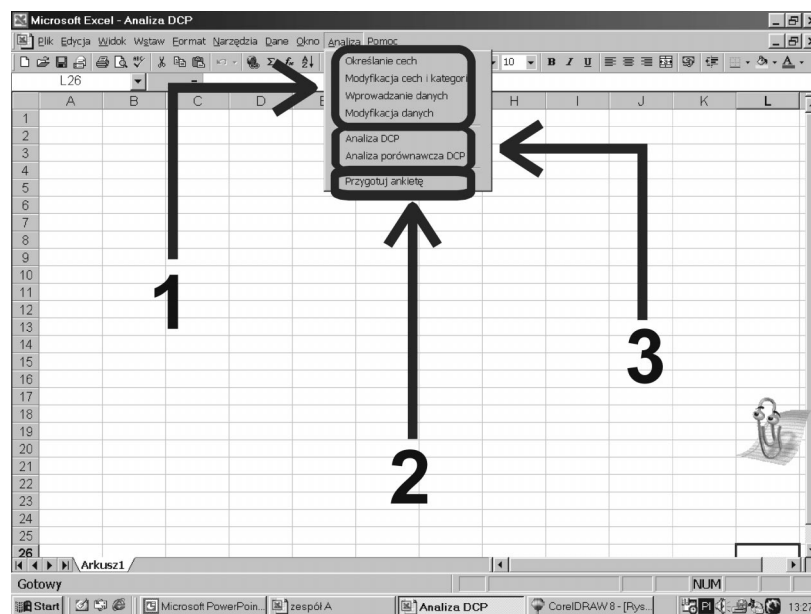 Microsoft Excel - Analiza DCP
Plik Edycja Widok Wstaw Format Narzędzia Dane Okno Analiza Pomoc
10 B I U
L26 =
A B C D E H I J K L
Określanie cech
Modyfikacja cech i kategori
Wprowadzanie danych
Modyfikacja danych
Analiza DCP
Analiza porównawcza DCP
Przygotuj ankietę
1
2
3
4
5
6
7
8
9
10
11
12
13
14
15
16
17
18
19
20
21
22
23
24
25
26
1
3
2
Arkusz1
Gotowy NUM
Start Microsoft PowerPoin... zespół A Analiza DCP CorelDRAW 8 - [Rys... Pl 13:27